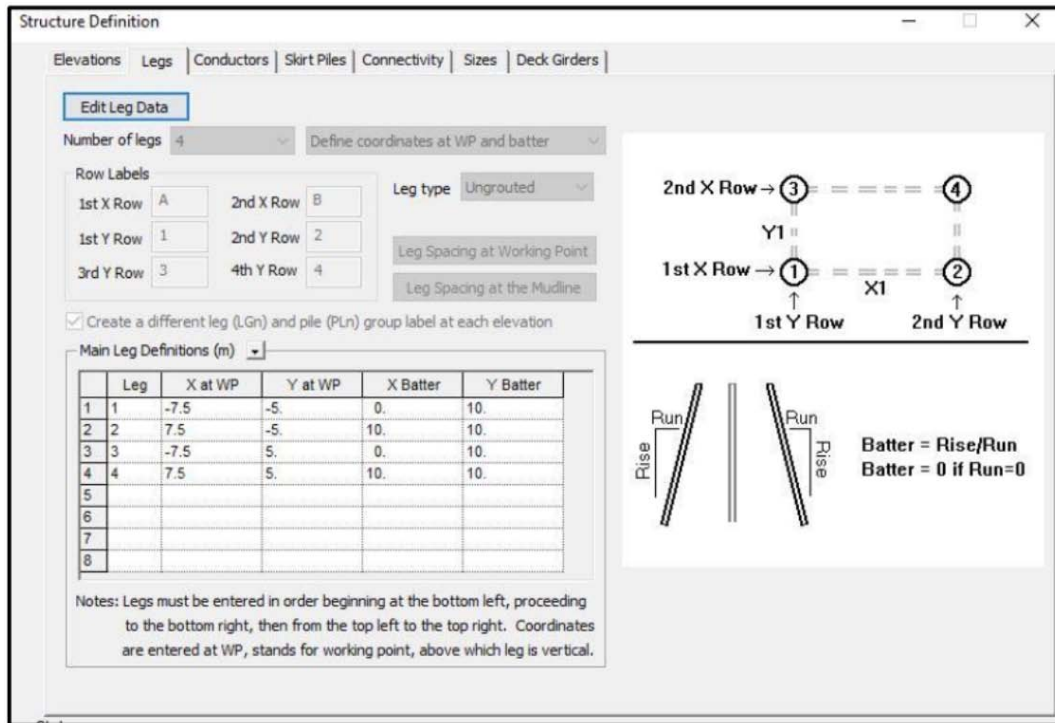 Structure Definition
Elevations Legs Conductors Skirt Piles Connectivity Sizes Deck Girders
Edit Leg Data
Number of legs 4 Define coordinates at WP and batter
Row Labels
1st X Row A 2nd X Row B
1st Y Row 1 2nd Y Row 2
3rd Y Row 3 4th Y Row 4
Leg type Ungrouted
Leg Spacing at Working Point
Leg Spacing at the Mudline
Create a different leg (LGn) and pile (PLn) group label at each elevation
Main Leg Definitions (m)
Leg X at WP Y at WP X Batter Y Batter
1 1 -7.5 -5. 0. 10.
2 2 7.5 -5. 10. 10.
3 3 -7.5 5. 0. 10.
4 4 7.5 5. 10. 10.
5
6
7
8
Notes: Legs must be entered in order beginning at the bottom left, proceeding
to the bottom right, then from the top left to the top right. Coordinates
are entered at WP, stands for working point, above which leg is vertical.
2nd X Row → 3 4
Y1
1st X Row → 1 2
X1
↑ ↑
1st Y Row 2nd Y Row
Run Run
Rise Rise
Batter = Rise/Run
Batter = 0 if Run=0